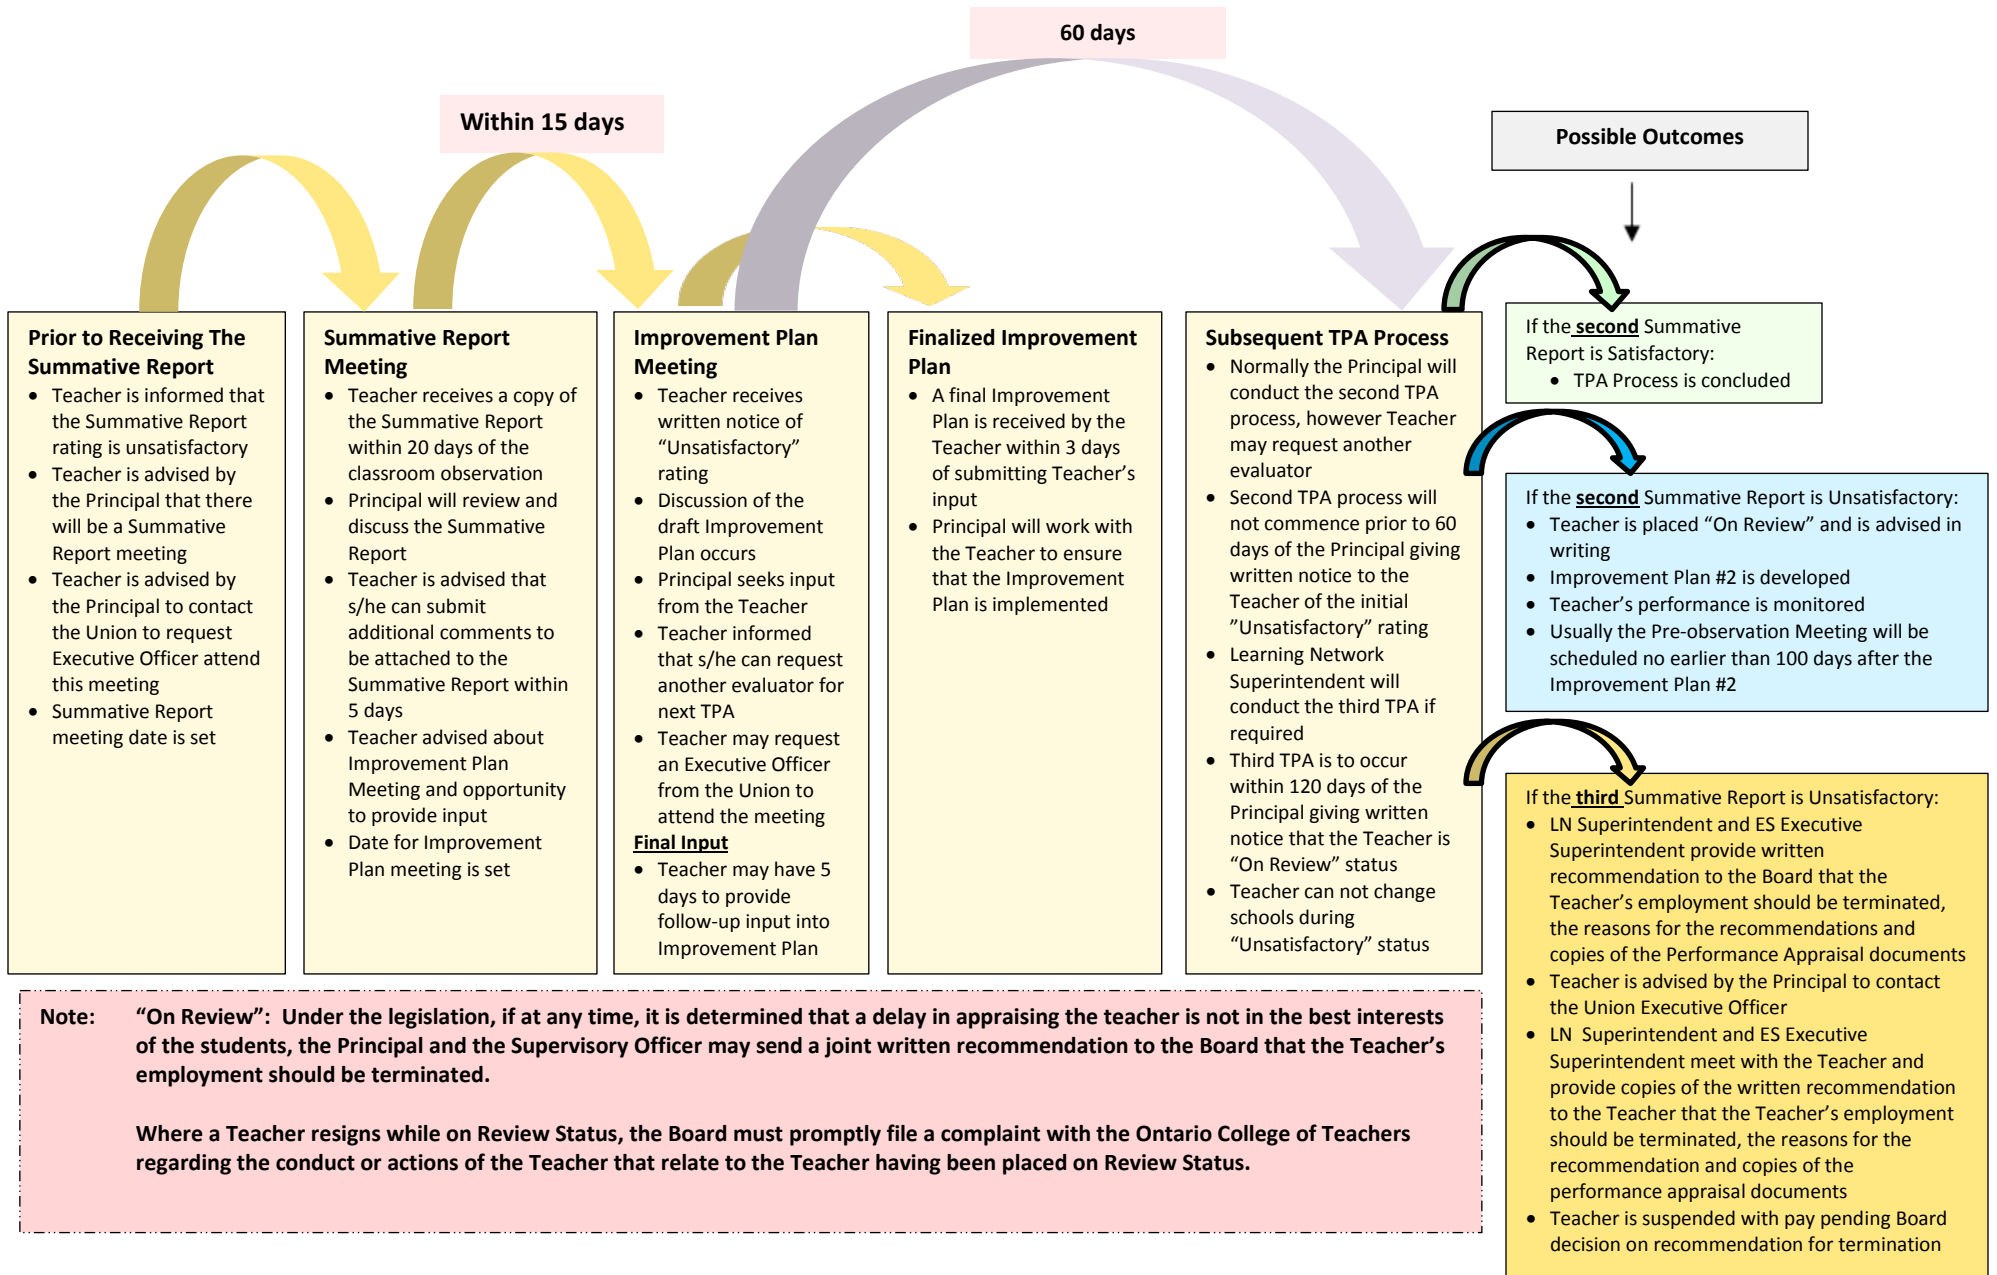 60 days
Within 15 days
Possible Outcomes
Prior to Receiving The
Summative Report
• Teacher is informed that
the Summative Report
rating is unsatisfactory
• Teacher is advised by
the Principal that there
will be a Summative
Report meeting
• Teacher is advised by
the Principal to contact
the Union to request
Executive Officer attend
this meeting
• Summative Report
meeting date is set
Summative Report
Meeting
• Teacher receives a copy of
the Summative Report
within 20 days of the
classroom observation
• Principal will review and
discuss the Summative
Report
• Teacher is advised that
s/he can submit
additional comments to
be attached to the
Summative Report within
5 days
• Teacher advised about
Improvement Plan
Meeting and opportunity
to provide input
• Date for Improvement
Plan meeting is set
Improvement Plan
Meeting
• Teacher receives
written notice of
“Unsatisfactory”
rating
• Discussion of the
draft Improvement
Plan occurs
• Principal seeks input
from the Teacher
• Teacher informed
that s/he can request
another evaluator for
next TPA
• Teacher may request
an Executive Officer
from the Union to
attend the meeting
Final Input
• Teacher may have 5
days to provide
follow-up input into
Improvement Plan
Finalized Improvement
Plan
• A final Improvement
Plan is received by the
Teacher within 3 days
of submitting Teacher’s
input
• Principal will work with
the Teacher to ensure
that the Improvement
Plan is implemented
Subsequent TPA Process
• Normally the Principal will
conduct the second TPA
process, however Teacher
may request another
evaluator
• Second TPA process will
not commence prior to 60
days of the Principal giving
written notice to the
Teacher of the initial
”Unsatisfactory” rating
• Learning Network
Superintendent will
conduct the third TPA if
required
• Third TPA is to occur
within 120 days of the
Principal giving written
notice that the Teacher is
“On Review” status
• Teacher can not change
schools during
“Unsatisfactory” status
If the second Summative
Report is Satisfactory:
• TPA Process is concluded
If the second Summative Report is Unsatisfactory:
• Teacher is placed “On Review” and is advised in
writing
• Improvement Plan #2 is developed
• Teacher’s performance is monitored
• Usually the Pre-observation Meeting will be
scheduled no earlier than 100 days after the
Improvement Plan #2
If the third Summative Report is Unsatisfactory:
• LN Superintendent and ES Executive
Superintendent provide written
recommendation to the Board that the
Teacher’s employment should be terminated,
the reasons for the recommendations and
copies of the Performance Appraisal documents
• Teacher is advised by the Principal to contact
the Union Executive Officer
• LN Superintendent and ES Executive
Superintendent meet with the Teacher and
provide copies of the written recommendation
to the Teacher that the Teacher’s employment
should be terminated, the reasons for the
recommendation and copies of the
performance appraisal documents
• Teacher is suspended with pay pending Board
decision on recommendation for termination
Note: “On Review”: Under the legislation, if at any time, it is determined that a delay in appraising the teacher is not in the best interests
of the students, the Principal and the Supervisory Officer may send a joint written recommendation to the Board that the Teacher’s
employment should be terminated.
Where a Teacher resigns while on Review Status, the Board must promptly file a complaint with the Ontario College of Teachers
regarding the conduct or actions of the Teacher that relate to the Teacher having been placed on Review Status.